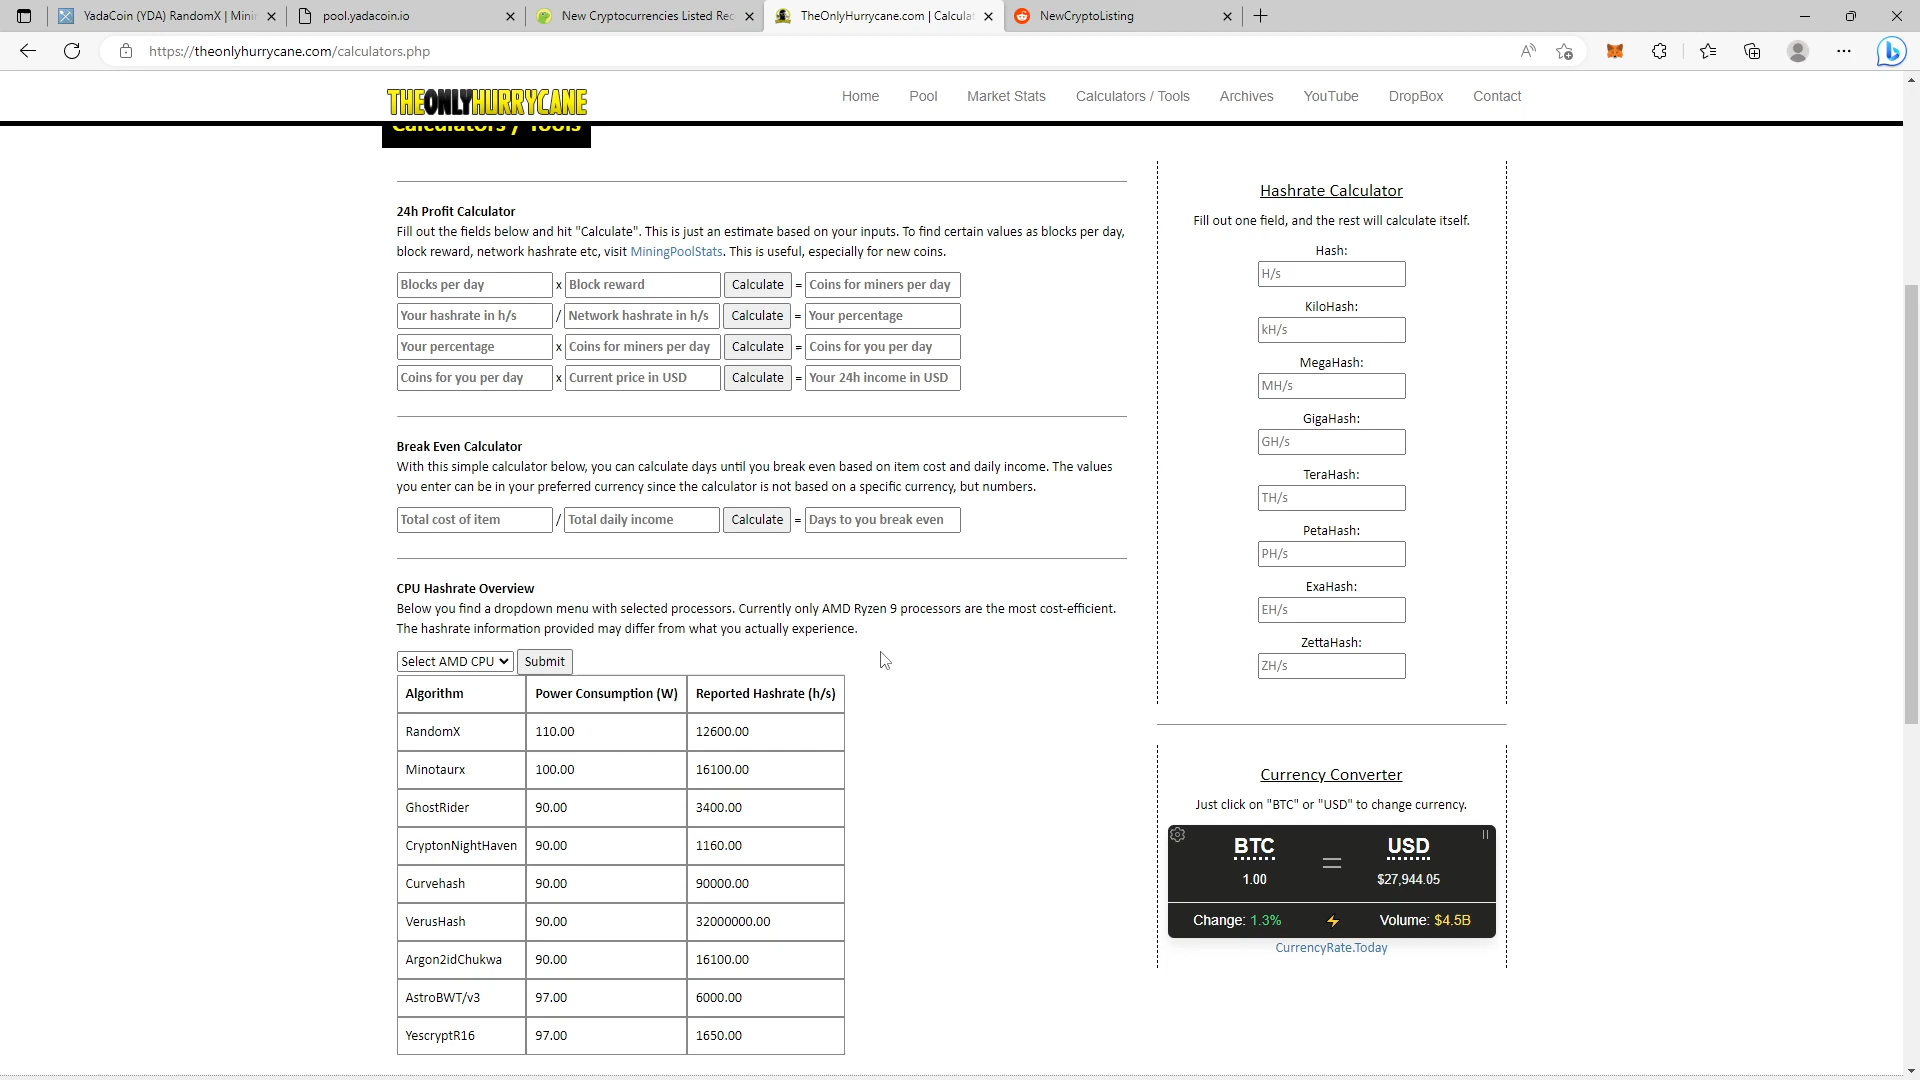 YadaCoin (YDA) RandomX | Mini
pool.yadacoin.io
New Cryptocurrencies Listed Rec
TheOnlyHurrycane.com | Calcula
NewCryptoListing
https://theonlyhurrycane.com/calculators.php
THEONLYHURRYCANE
Home
Pool
Market Stats
Calculators / Tools
Archives
YouTube
DropBox
Contact
Calculators / Tools
24h Profit Calculator
Fill out the fields below and hit "Calculate". This is just an estimate based on your inputs. To find certain values as blocks per day,
block reward, network hashrate etc, visit MiningPoolStats. This is useful, especially for new coins.
Blocks per day x Block reward Calculate = Coins for miners per day
Your hashrate in h/s / Network hashrate in h/s Calculate = Your percentage
Your percentage x Coins for miners per day Calculate = Coins for you per day
Coins for you per day x Current price in USD Calculate = Your 24h income in USD
Break Even Calculator
With this simple calculator below, you can calculate days until you break even based on item cost and daily income. The values
you enter can be in your preferred currency since the calculator is not based on a specific currency, but numbers.
Total cost of item / Total daily income Calculate = Days to you break even
CPU Hashrate Overview
Below you find a dropdown menu with selected processors. Currently only AMD Ryzen 9 processors are the most cost-efficient.
The hashrate information provided may differ from what you actually experience.
Select AMD CPU Submit
Algorithm Power Consumption (W) Reported Hashrate (h/s)
RandomX 110.00 12600.00
Minotaurx 100.00 16100.00
GhostRider 90.00 3400.00
CryptonNightHaven 90.00 1160.00
Curvehash 90.00 90000.00
VerusHash 90.00 32000000.00
Argon2idChukwa 90.00 16100.00
AstroBWT/v3 97.00 6000.00
YescryptR16 97.00 1650.00
Hashrate Calculator
Fill out one field, and the rest will calculate itself.
Hash:
H/s
KiloHash:
kH/s
MegaHash:
MH/s
GigaHash:
GH/s
TeraHash:
TH/s
PetaHash:
PH/s
ExaHash:
EH/s
ZettaHash:
ZH/s
Currency Converter
Just click on "BTC" or "USD" to change currency.
BTC = USD
1.00 $27,944.05
Change: 1.3% Volume: $4.5B
CurrencyRate.Today